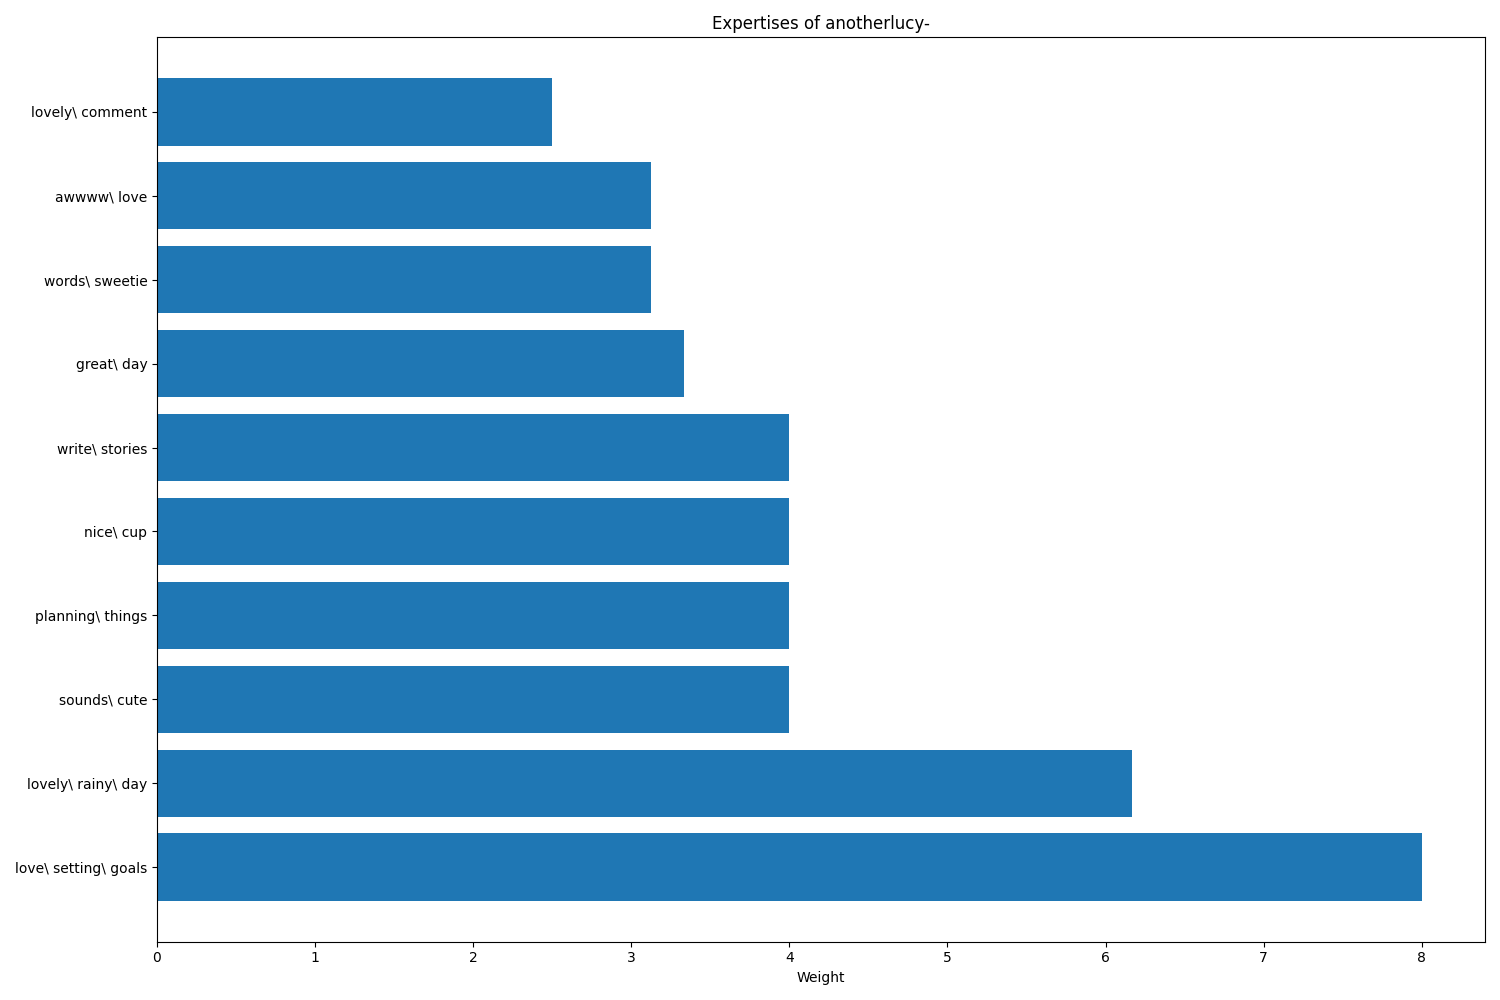 Expertises of anotherlucy-
lovely\ comment
awwww\ love
words\ sweetie
great\ day
write\ stories
nice\ cup
planning\ things
sounds\ cute
lovely\ rainy\ day
love\ setting\ goals
0 1 2 3 4 5 6 7 8
Weight